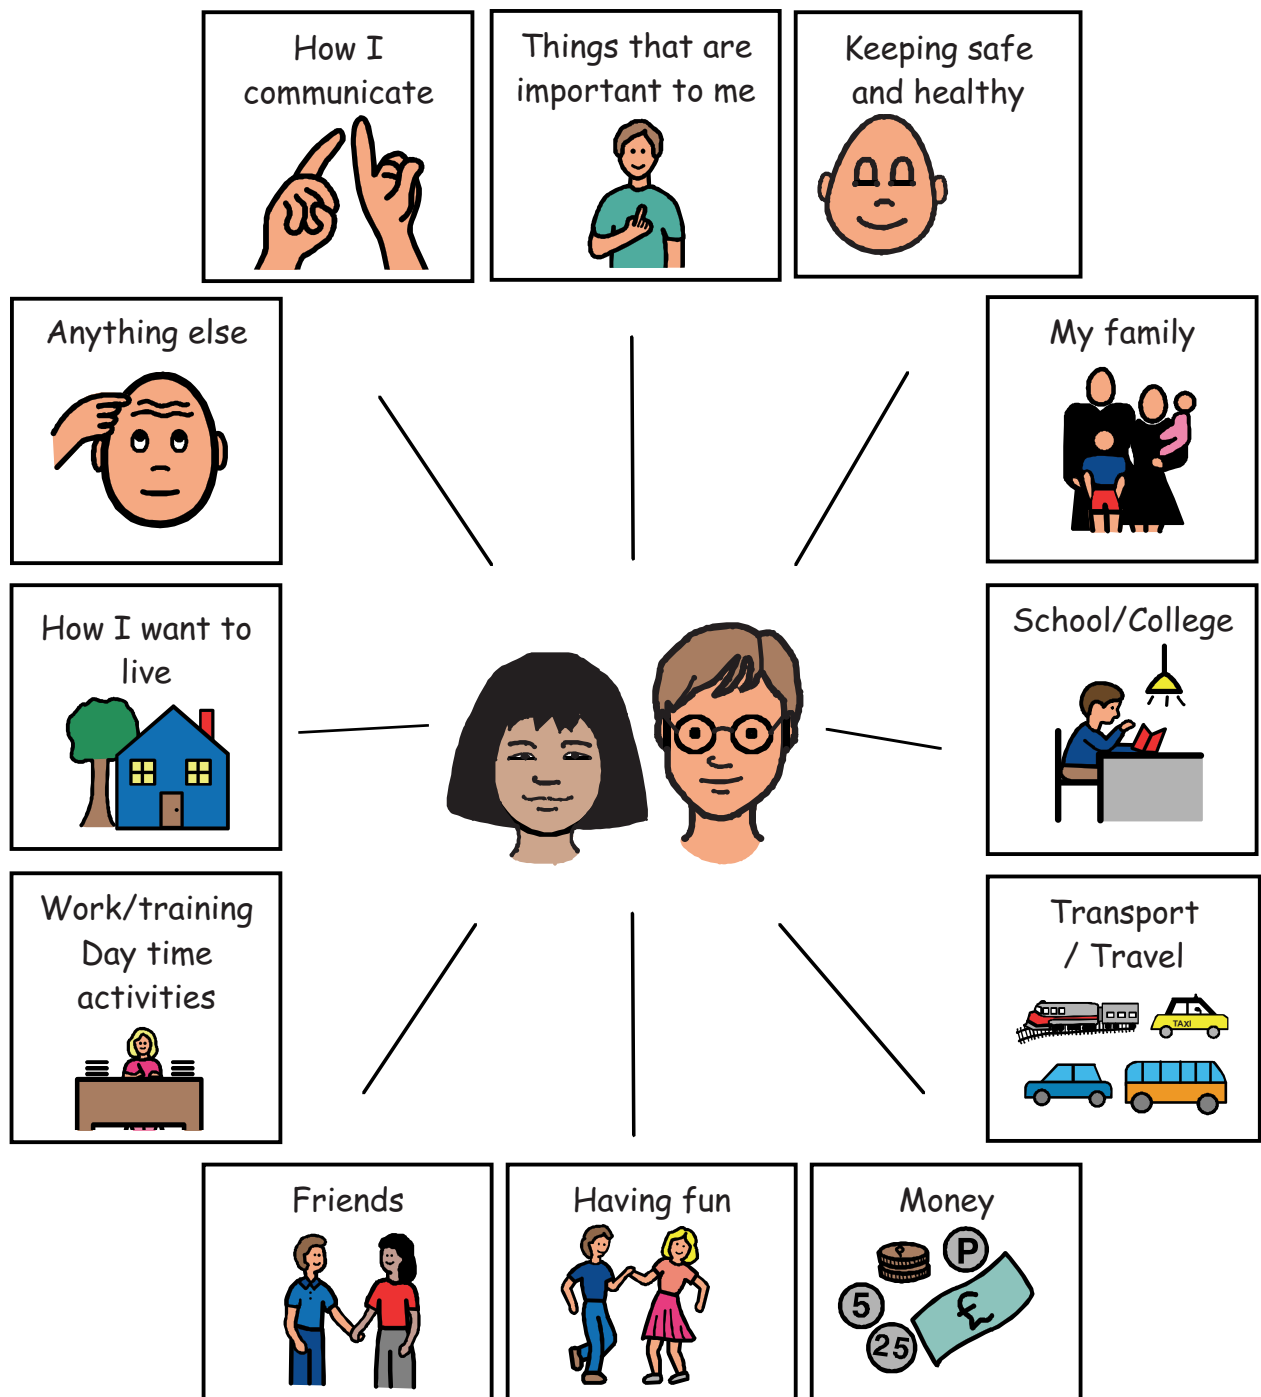 How I
communicate
Things that are
important to me
Keeping safe
and healthy
Anything else
My family
How I want to
live
School/College
Work/training
Day time
activities
Transport
/ Travel
TAXI
Friends
Having fun
Money
P
5
25
£